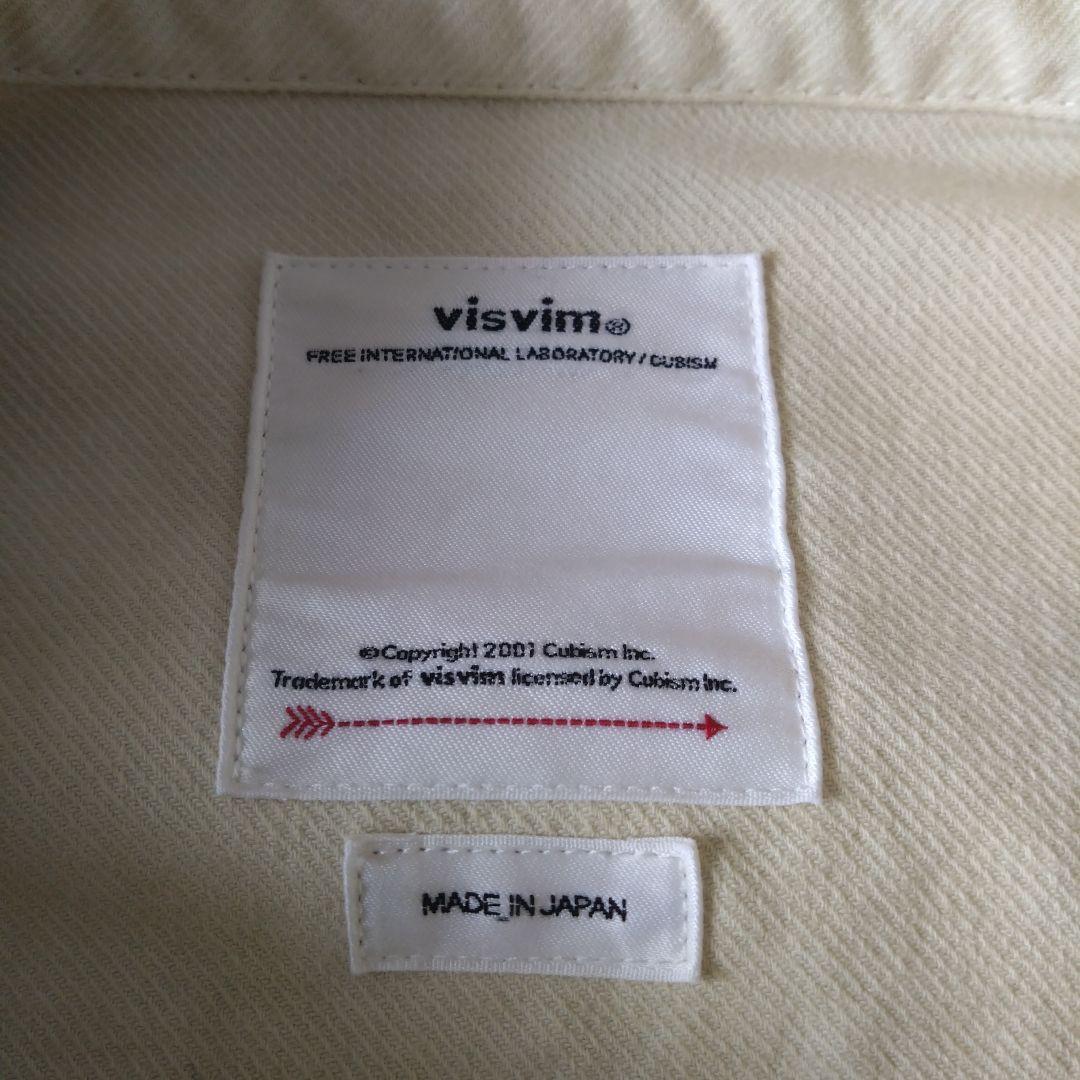 visvim®
FREE INTERNATIONAL LABORATORY / CUBISM
©Copyright 2001 Cubism Inc.
Trademark of visvim licensed by Cubism Inc.
MADE_IN JAPAN